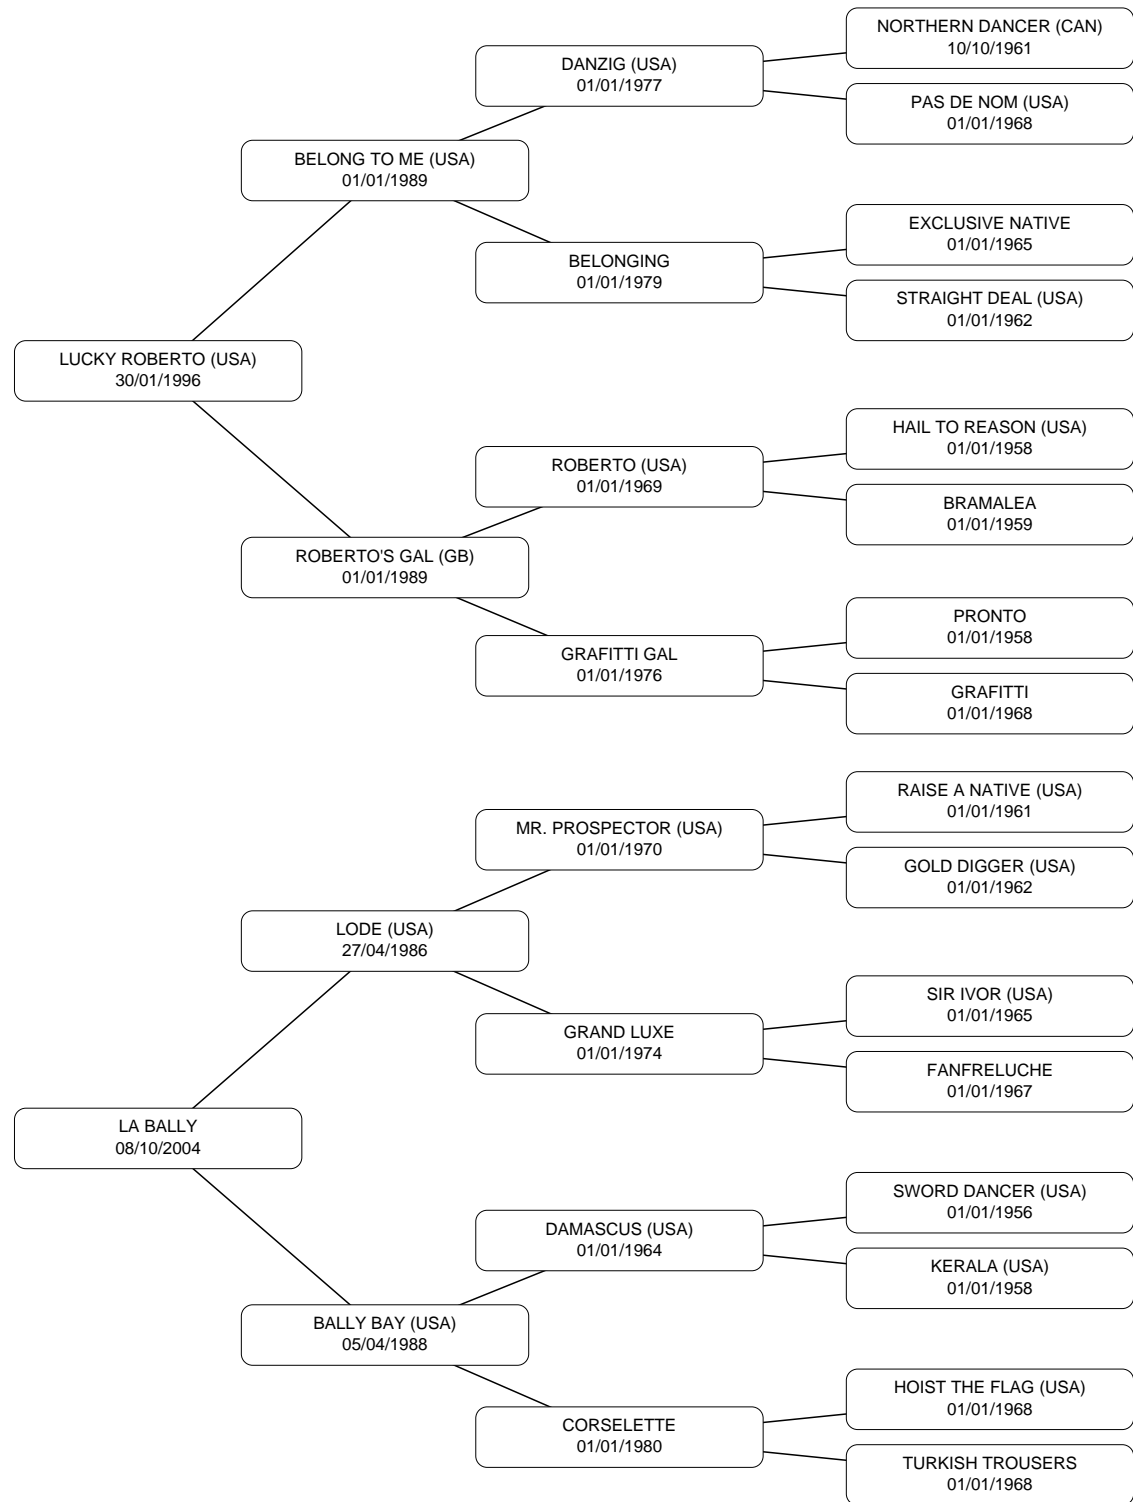 NORTHERN DANCER (CAN)
10/10/1961
DANZIG (USA)
01/01/1977
PAS DE NOM (USA)
01/01/1968
BELONG TO ME (USA)
01/01/1989
EXCLUSIVE NATIVE
01/01/1965
BELONGING
01/01/1979
STRAIGHT DEAL (USA)
01/01/1962
LUCKY ROBERTO (USA)
30/01/1996
HAIL TO REASON (USA)
01/01/1958
ROBERTO (USA)
01/01/1969
BRAMALEA
01/01/1959
ROBERTO'S GAL (GB)
01/01/1989
PRONTO
01/01/1958
GRAFITTI GAL
01/01/1976
GRAFITTI
01/01/1968
RAISE A NATIVE (USA)
01/01/1961
MR. PROSPECTOR (USA)
01/01/1970
GOLD DIGGER (USA)
01/01/1962
LODE (USA)
27/04/1986
SIR IVOR (USA)
01/01/1965
GRAND LUXE
01/01/1974
FANFRELUCHE
01/01/1967
LA BALLY
08/10/2004
SWORD DANCER (USA)
01/01/1956
DAMASCUS (USA)
01/01/1964
KERALA (USA)
01/01/1958
BALLY BAY (USA)
05/04/1988
HOIST THE FLAG (USA)
01/01/1968
CORSELETTE
01/01/1980
TURKISH TROUSERS
01/01/1968